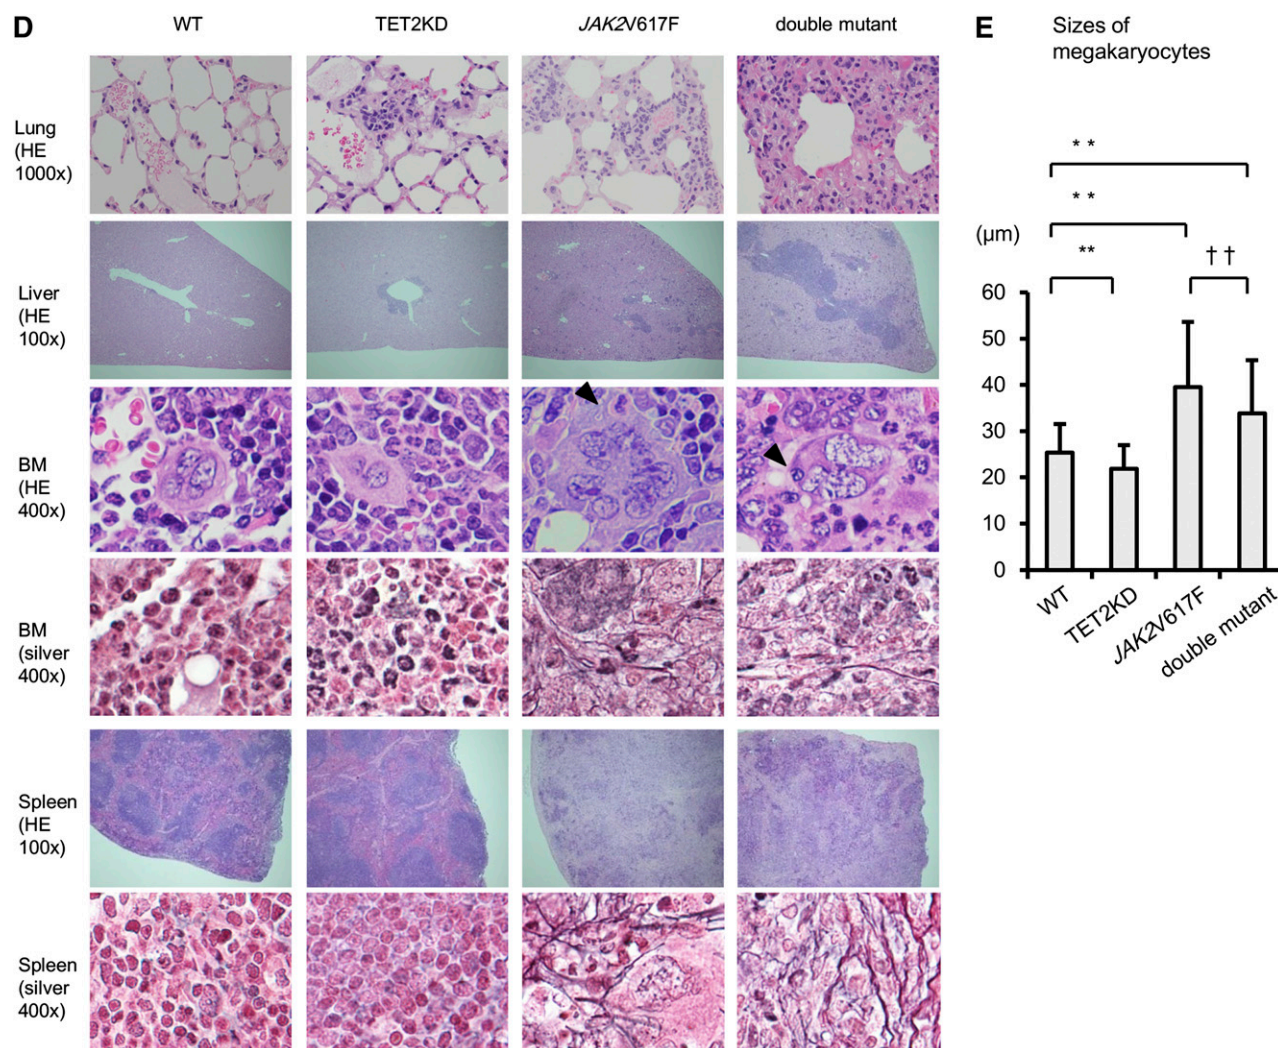 D
WT
TET2KD
JAK2V617F
double mutant
Lung
(HE
1000x)
Liver
(HE
100x)
BM
(HE
400x)
BM
(silver
400x)
Spleen
(HE
100x)
Spleen
(silver
400x)
E
Sizes of
megakaryocytes
* *
* *
(μm)
**
† †
60
50
40
30
20
10
0
WT
TET2KD
JAK2V617F
double mutant